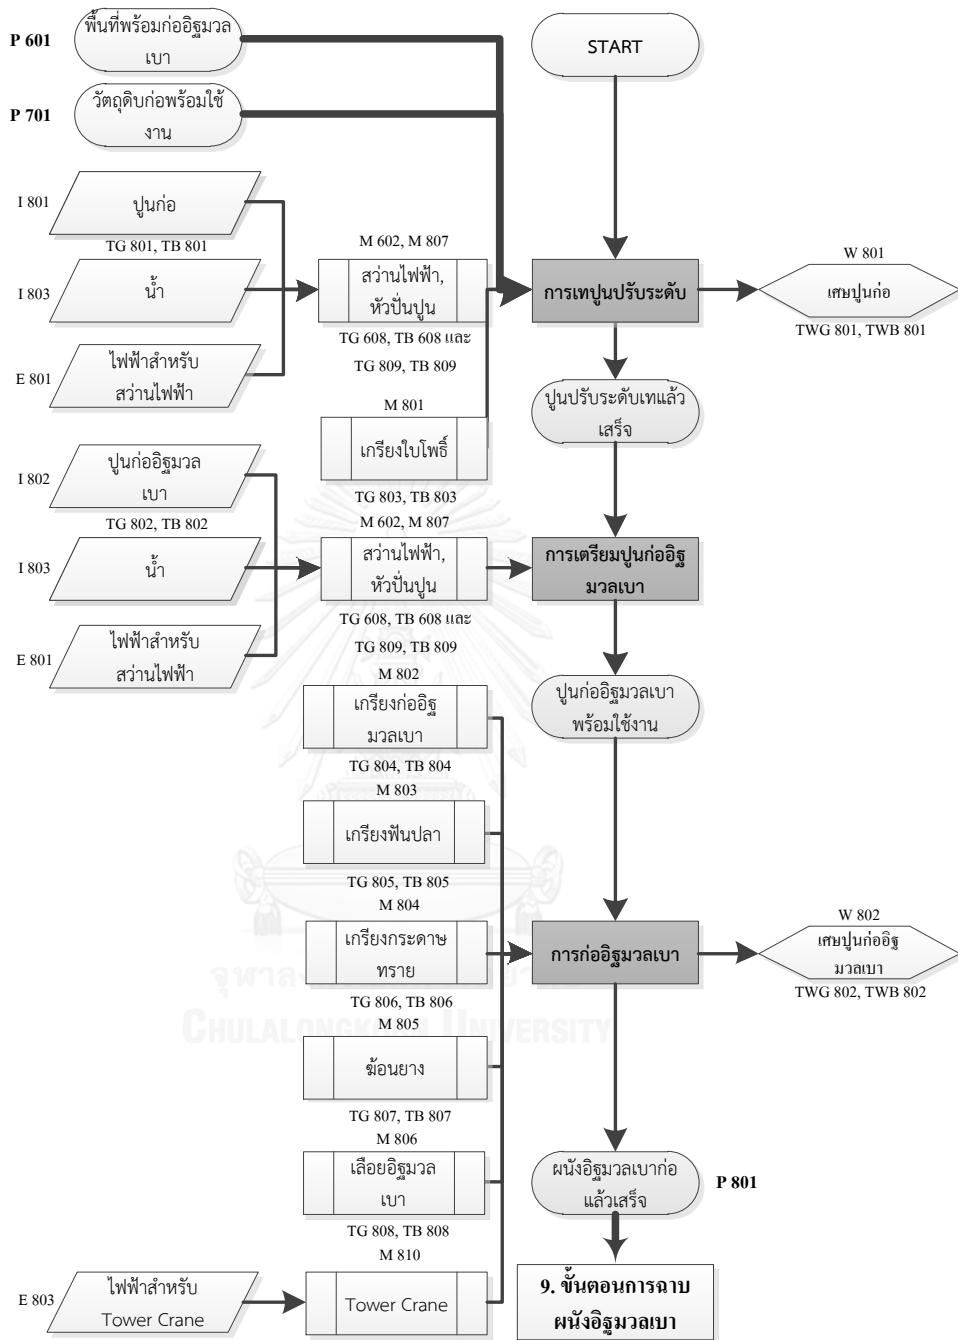 P 601
พื้นที่พร้อมก่ออิฐมวล
เบา
START
P 701
วัตถุดิบก่อพร้อมใช้
งาน
I 801
ปูนก่อ
TG 801, TB 801
I 803
น้ำ
E 801
ไฟฟ้าสำหรับ
สว่านไฟฟ้า
M 602, M 807
สว่านไฟฟ้า,
หัวปั่นปูน
TG 608, TB 608 และ
TG 809, TB 809
การเทปูนปรับระดับ
W 801
เศษปูนก่อ
TWG 801, TWB 801
M 801
เกรียงใบโพธิ์
TG 803, TB 803
ปูนปรับระดับเทแล้ว
เสร็จ
I 802
ปูนก่ออิฐมวล
เบา
TG 802, TB 802
I 803
น้ำ
E 801
ไฟฟ้าสำหรับ
สว่านไฟฟ้า
M 602, M 807
สว่านไฟฟ้า,
หัวปั่นปูน
TG 608, TB 608 และ
TG 809, TB 809
การเตรียมปูนก่ออิฐ
มวลเบา
ปูนก่ออิฐมวลเบา
พร้อมใช้งาน
M 802
เกรียงก่ออิฐ
มวลเบา
TG 804, TB 804
M 803
เกรียงฟันปลา
TG 805, TB 805
M 804
เกรียงกระดาษ
ทราย
TG 806, TB 806
การก่ออิฐมวลเบา
W 802
เศษปูนก่ออิฐ
มวลเบา
TWG 802, TWB 802
CHULALONGKORN UNIVERSITY
M 805
ฆ้อนยาง
TG 807, TB 807
M 806
เลื่อยอิฐมวล
เบา
TG 808, TB 808
ผนังอิฐมวลเบาก่อ
แล้วเสร็จ
P 801
E 803
ไฟฟ้าสำหรับ
Tower Crane
M 810
Tower Crane
9. ขั้นตอนการฉาบ
ผนังอิฐมวลเบา